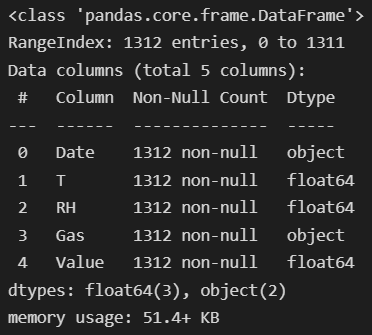 <class 'pandas.core.frame.DataFrame'>
RangeIndex: 1312 entries, 0 to 1311
Data columns (total 5 columns):
 #   Column  Non-Null Count  Dtype
---  ------  --------------  -----
 0   Date    1312 non-null   object
 1   T       1312 non-null   float64
 2   RH      1312 non-null   float64
 3   Gas     1312 non-null   object
 4   Value   1312 non-null   float64
dtypes: float64(3), object(2)
memory usage: 51.4+ KB